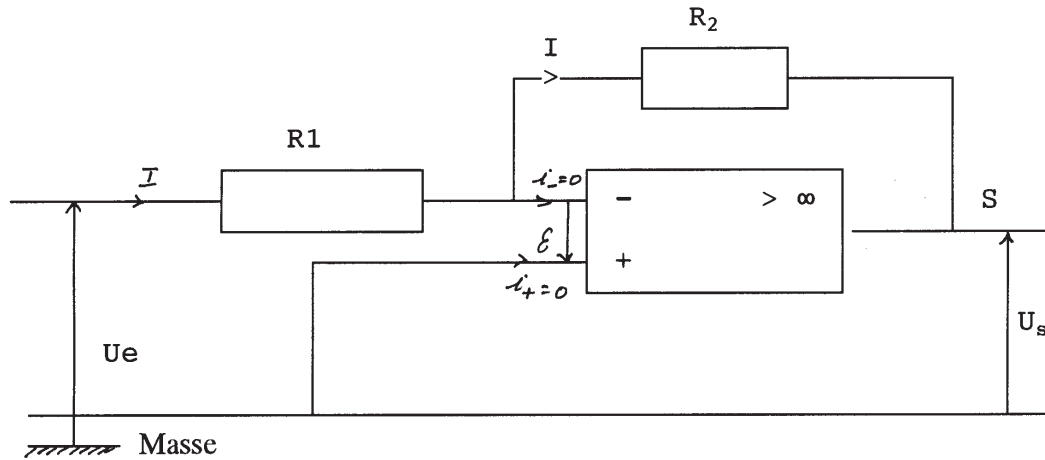 R₂
I
>
R1
I
i₋=0
− > ∞
S
ε
+
i₊=0
Ue
Uₛ
Masse